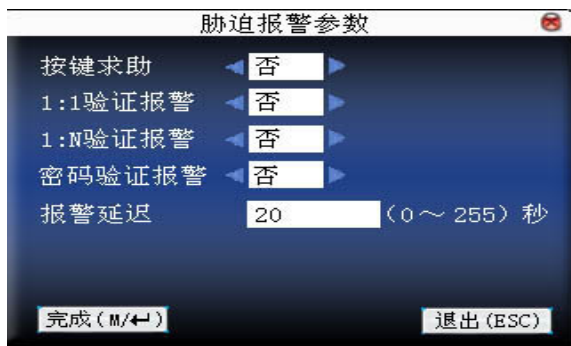 胁迫报警参数
按键求助 否
1:1验证报警 否
1:N验证报警 否
密码验证报警 否
报警延迟 20 (0～255)秒
完成(M/↵) 退出(ESC)